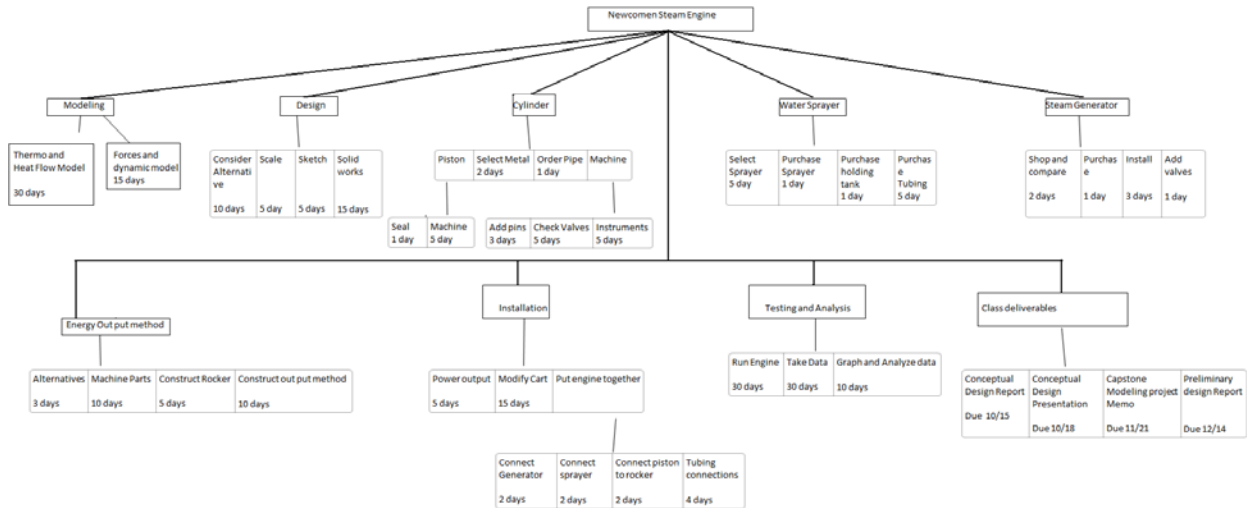 Newcomen Steam Engine
Modeling
Design
Cylinder
Water Sprayer
Steam Generator
Thermo and
Heat Flow Model
30 days
Forces and
dynamic model
15 days
Consider
Alternati
ve
10 days
Scale
5 day
Sketch
5 days
Solid
works
15 days
Piston
Select Metal
2 days
Order Pipe
1 day
Machine
Seal
1 day
Machine
5 day
Add pins
3 days
Check Valves
5 days
Instruments
5 days
Select
Sprayer
5 day
Purchase
Sprayer
1 day
Purchase
holding
tank
1 day
Purchas
e
Tubing
5 day
Shop and
compare
2 days
Purchas
e
1 day
Install
3 days
Add
valves
1 day
Energy Out put method
Installation
Testing and Analysis
Class deliverables
Alternatives
3 days
Machine Parts
10 days
Construct Rocker
5 days
Construct out put method
10 days
Power output
5 days
Modify Cart
15 days
Put engine together
Connect
Generator
2 days
Connect
sprayer
2 days
Connect piston
to rocker
2 days
Tubing
connections
4 days
Run Engine
30 days
Take Data
30 days
Graph and Analyze data
10 days
Conceptual
Design Report
Due 10/15
Conceptual
Design
Presentation
Due 10/18
Capstone
Modeling project
Memo
Due 11/21
Preliminary
design Report
Due 12/14